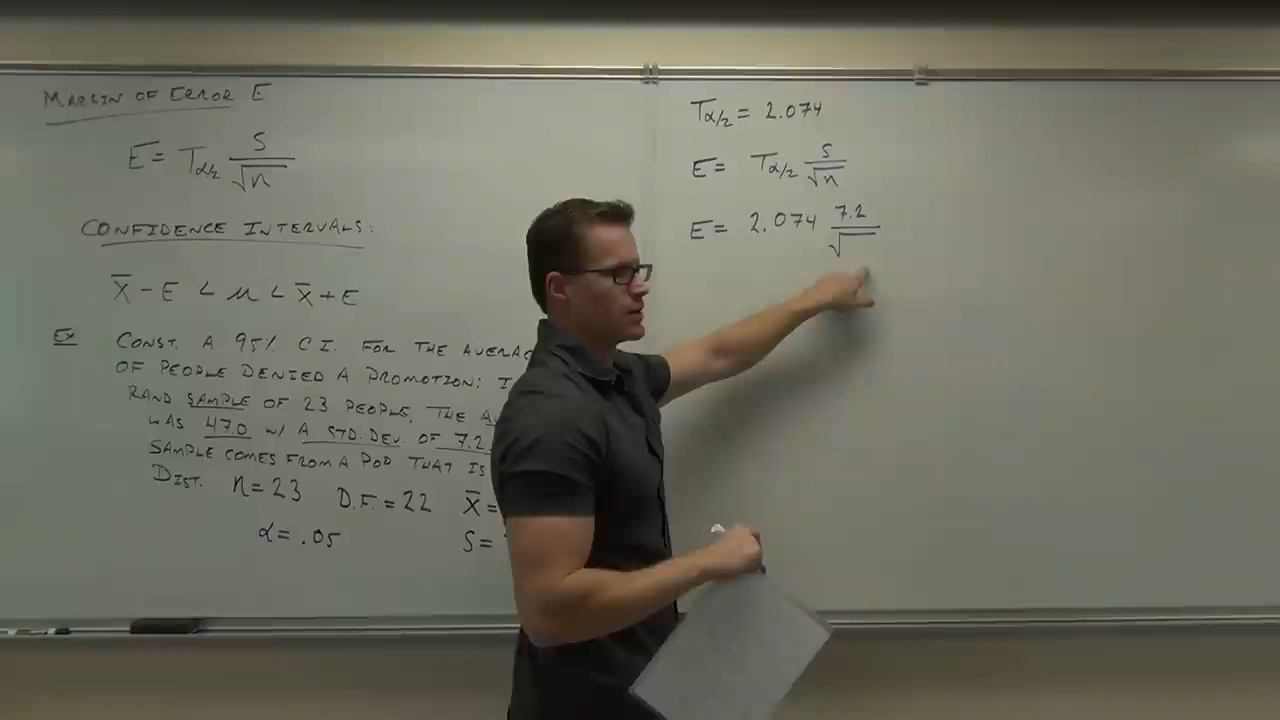 MARGIN OF ERROR E
E = Tα/2 S/√n
CONFIDENCE INTERVALS:
X̄ - E < μ < X̄ + E
Ex CONST. A 95% C.I. FOR THE
OF PEOPLE DENIED A PROMOTION:
RAND SAMPLE OF 23 PEOPLE, THE
WAS 47.0 W/ A STD. DEV. OF 7.2
SAMPLE COMES FROM A POP THAT IS
DIST. n=23 D.F.=22 X̄=
α=.05 S=
Tα/2 = 2.074
E = Tα/2 S/√n
E = 2.074 7.2/√